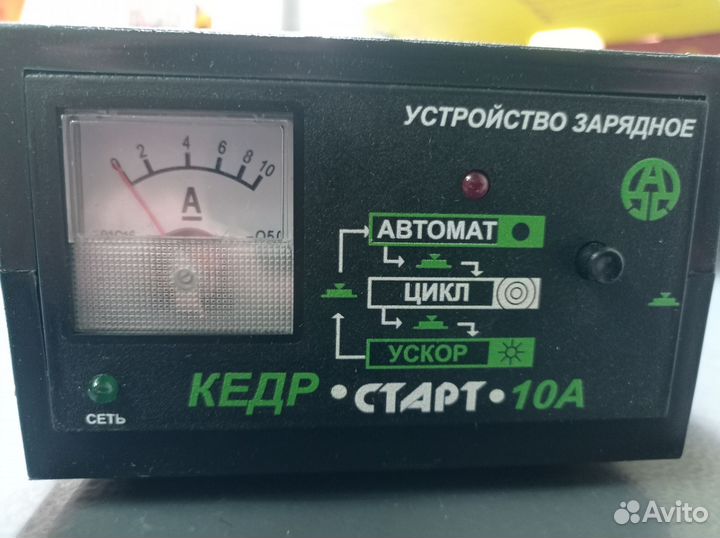 УСТРОЙСТВО ЗАРЯДНОЕ
0 2 4 6 8 10
A
АВТОМАТ
ЦИКЛ
УСКОР
КЕДР •СТАРТ• 10А
СЕТЬ
Avito